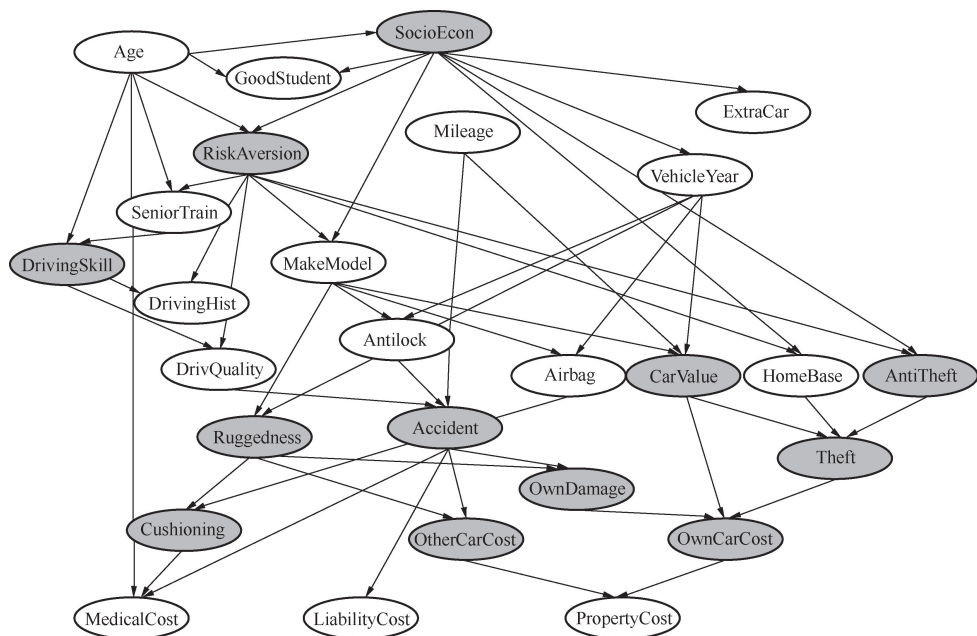 SocioEcon
Age
GoodStudent
ExtraCar
Mileage
RiskAversion
VehicleYear
SeniorTrain
DrivingSkill
MakeModel
DrivingHist
Antilock
DrivQuality
Airbag
CarValue
HomeBase
AntiTheft
Ruggedness
Accident
Theft
OwnDamage
Cushioning
OtherCarCost
OwnCarCost
MedicalCost
LiabilityCost
PropertyCost